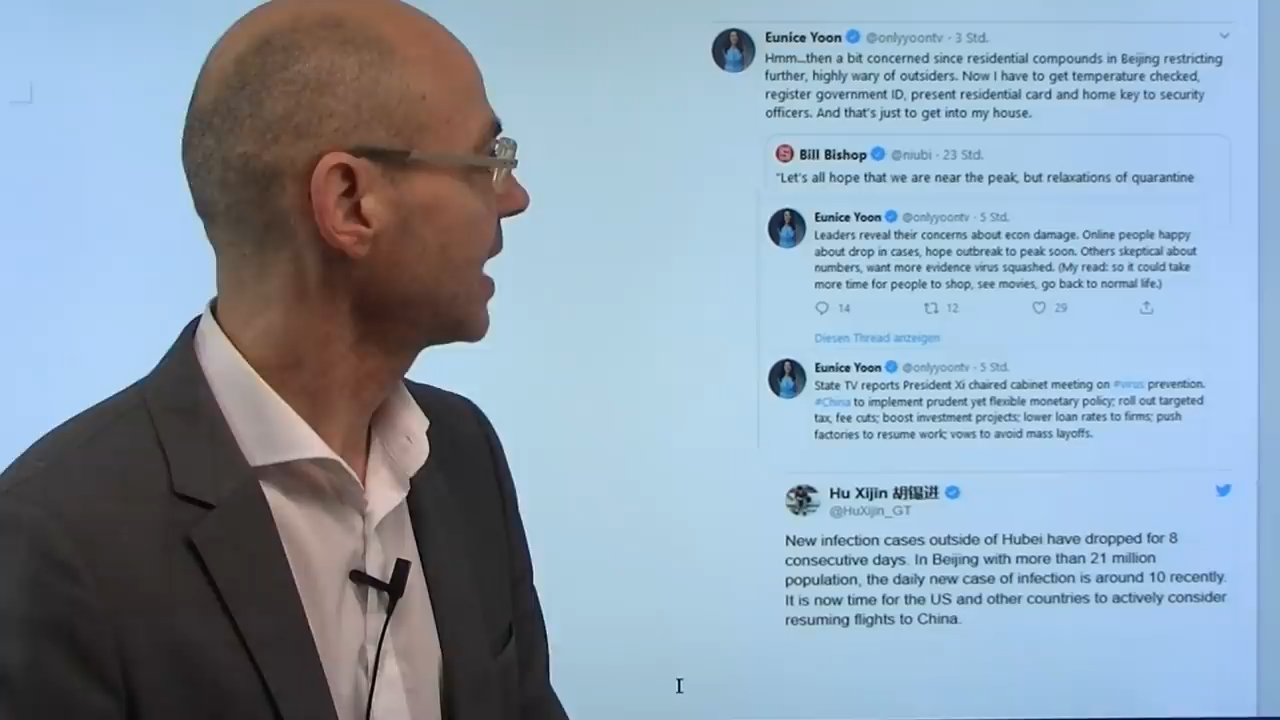 Eunice Yoon @onlyyoontv · 3 Std.
Hmm...then a bit concerned since residential compounds in Beijing restricting
further, highly wary of outsiders. Now I have to get temperature checked,
register government ID, present residential card and home key to security
officers. And that's just to get into my house.
Bill Bishop @niubi · 23 Std.
"Let's all hope that we are near the peak, but relaxations of quarantine
Eunice Yoon @onlyyoontv · 5 Std.
Leaders reveal their concerns about econ damage. Online people happy
about drop in cases, hope outbreak to peak soon. Others skeptical about
numbers, want more evidence virus squashed. (My read: so it could take
more time for people to shop, see movies, go back to normal life.)
14 12 29
Diesen Thread anzeigen
Eunice Yoon @onlyyoontv · 5 Std.
State TV reports President Xi chaired cabinet meeting on #virus prevention.
#China to implement prudent yet flexible monetary policy; roll out targeted
tax, fee cuts; boost investment projects; lower loan rates to firms; push
factories to resume work; vows to avoid mass layoffs.
Hu Xijin 胡锡进
@HuXijin_GT
New infection cases outside of Hubei have dropped for 8
consecutive days. In Beijing with more than 21 million
population, the daily new case of infection is around 10 recently.
It is now time for the US and other countries to actively consider
resuming flights to China.